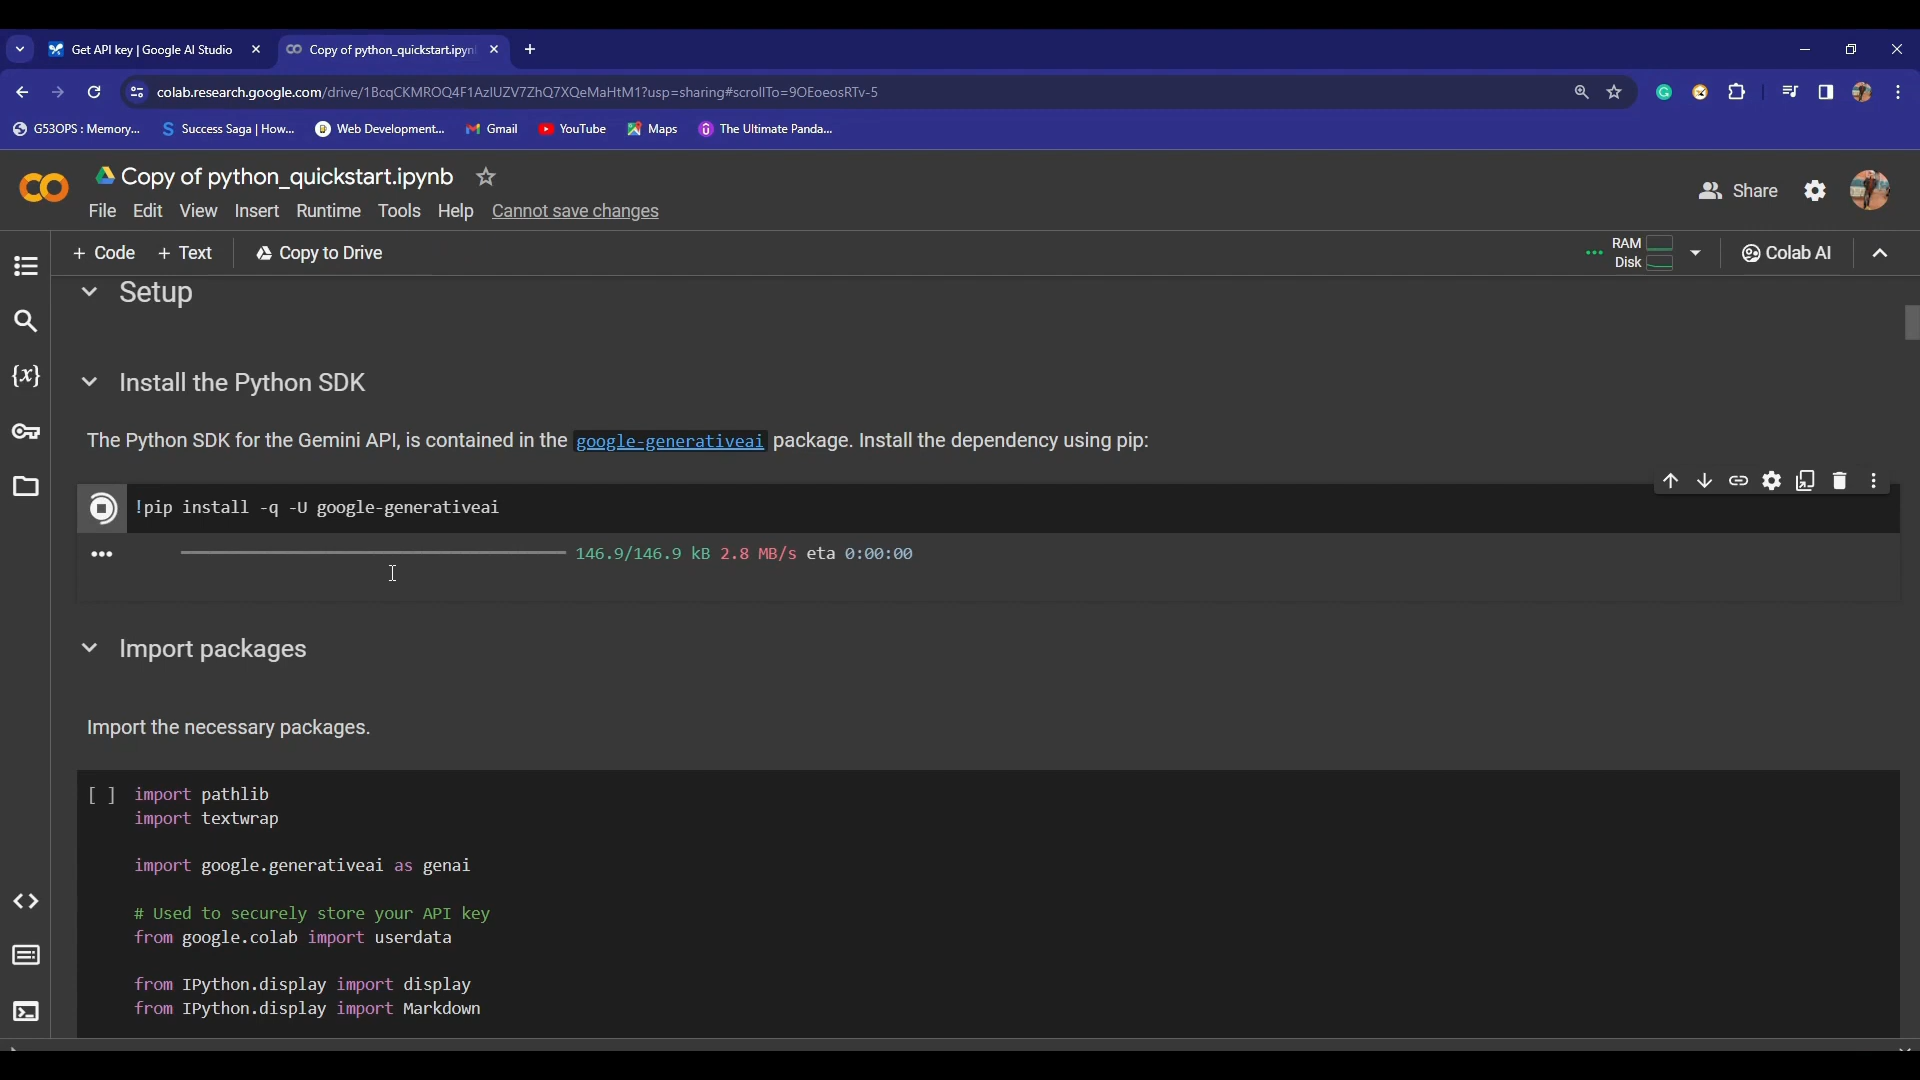 Get API key | Google AI Studio
Copy of python_quickstart.ipyn
colab.research.google.com/drive/1BcqCKMROQ4F1AzIUZV7ZhQ7XQeMaHtM1?usp=sharing#scrollTo=9OEoeosRTv-5
G53OPS : Memory...
Success Saga | How...
Web Development...
Gmail
YouTube
Maps
The Ultimate Panda...
Copy of python_quickstart.ipynb
Share
File Edit View Insert Runtime Tools Help Cannot save changes
+ Code + Text Copy to Drive
RAM
Disk
Colab AI
Setup
Install the Python SDK
The Python SDK for the Gemini API, is contained in the google-generativeai package. Install the dependency using pip:
!pip install -q -U google-generativeai
146.9/146.9 kB 2.8 MB/s eta 0:00:00
Import packages
Import the necessary packages.
[ ] import pathlib
import textwrap
import google.generativeai as genai
# Used to securely store your API key
from google.colab import userdata
from IPython.display import display
from IPython.display import Markdown